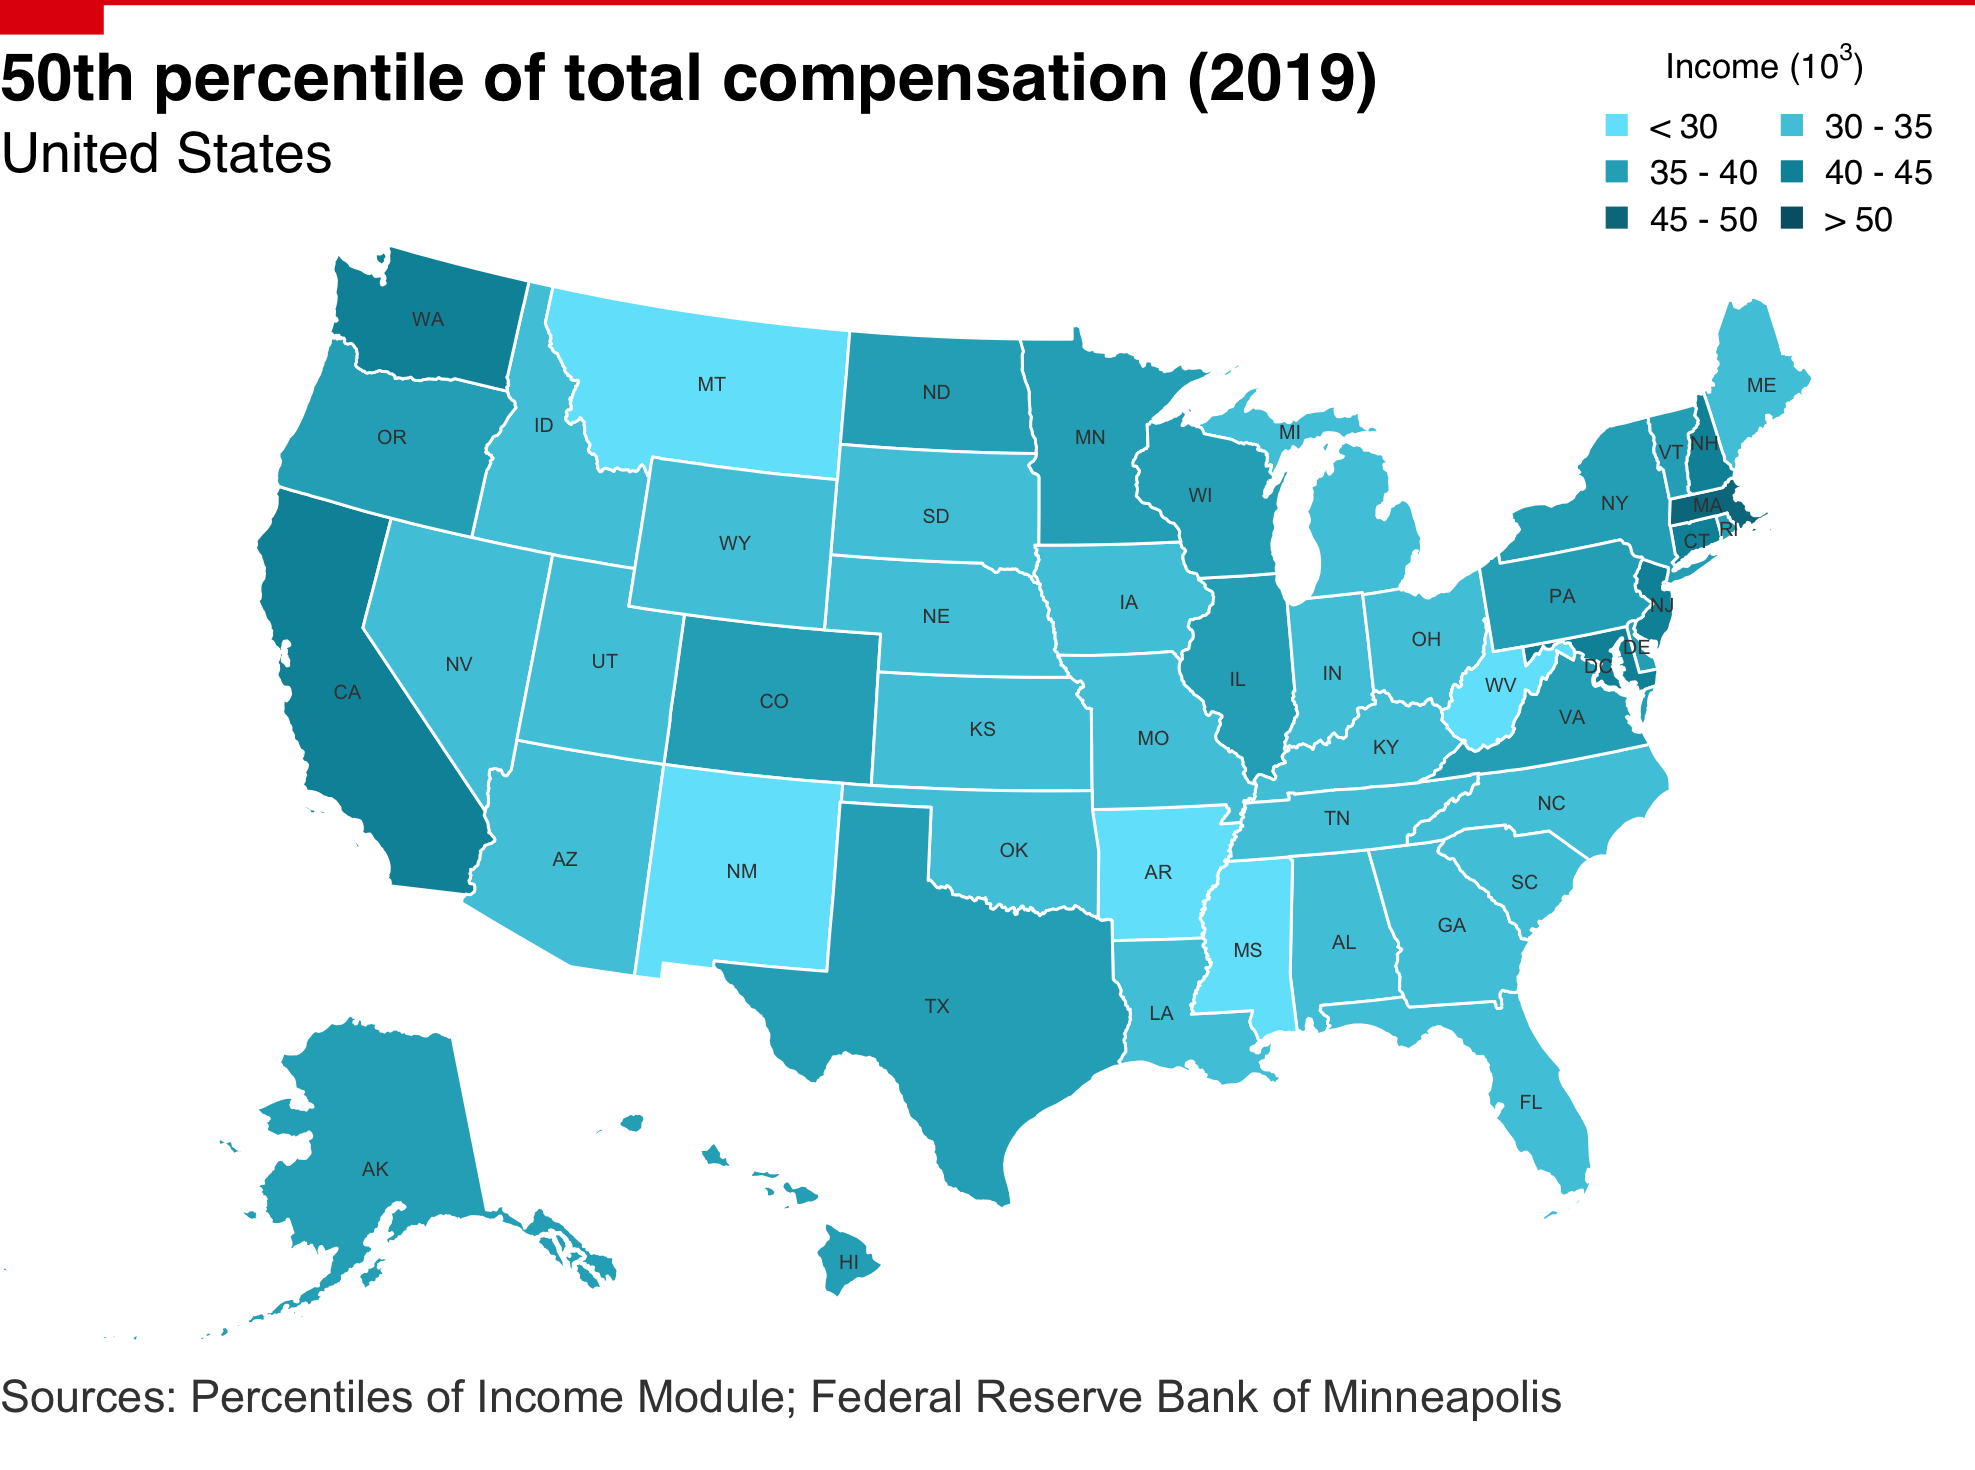 50th percentile of total compensation (2019)
United States
Income (10³)
< 30
30 - 35
35 - 40
40 - 45
45 - 50
> 50
WA
MT
ND
MN
OR
ID
SD
WY
WI
MI
ME
VT
NH
NY
MA
RI
CT
IA
NE
PA
NJ
OH
DE
DC
NV
UT
CO
IL
IN
WV
CA
KS
MO
KY
VA
TN
NC
AZ
NM
OK
AR
SC
MS
AL
GA
TX
LA
FL
AK
HI
Sources: Percentiles of Income Module; Federal Reserve Bank of Minneapolis